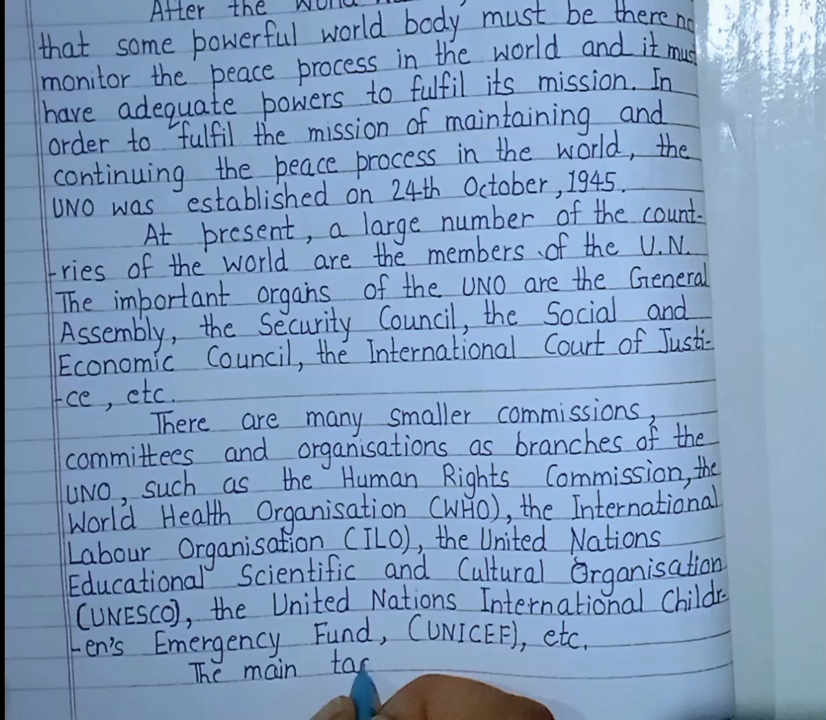 After the World
that some powerful world body must be there
monitor the peace process in the world and it mus
have adequate powers to fulfil its mission. In
order to fulfil the mission of maintaining and
continuing the peace process in the world, the
UNO was established on 24th October, 1945.
At present, a large number of the count-
-ries of the world are the members of the U.N.
The important organs of the UNO are the General
Assembly, the Security Council, the Social and
Economic Council, the International Court of Justi-
-ce, etc.
There are many smaller commissions,
committees and organisations as branches of the
UNO, such as the Human Rights Commission, the
World Health Organisation (WHO), the International
Labour Organisation (ILO), the United Nations
Educational Scientific and Cultural Organisation
(UNESCO), the United Nations International Childr-
-en's Emergency Fund, (UNICEF), etc.
The main tar